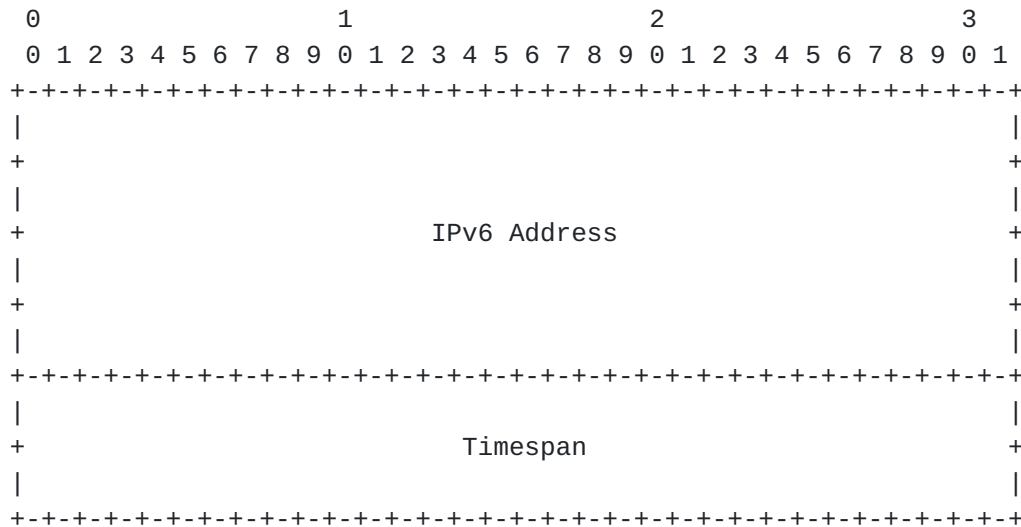 0                   1                   2                   3
 0 1 2 3 4 5 6 7 8 9 0 1 2 3 4 5 6 7 8 9 0 1 2 3 4 5 6 7 8 9 0 1
+-+-+-+-+-+-+-+-+-+-+-+-+-+-+-+-+-+-+-+-+-+-+-+-+-+-+-+-+-+-+-+-+
|                                                               |
+                                                               +
|                                                               |
+                          IPv6 Address                         +
|                                                               |
+                                                               +
|                                                               |
+-+-+-+-+-+-+-+-+-+-+-+-+-+-+-+-+-+-+-+-+-+-+-+-+-+-+-+-+-+-+-+-+
|                                                               |
+                            Timespan                           +
|                                                               |
+-+-+-+-+-+-+-+-+-+-+-+-+-+-+-+-+-+-+-+-+-+-+-+-+-+-+-+-+-+-+-+-+